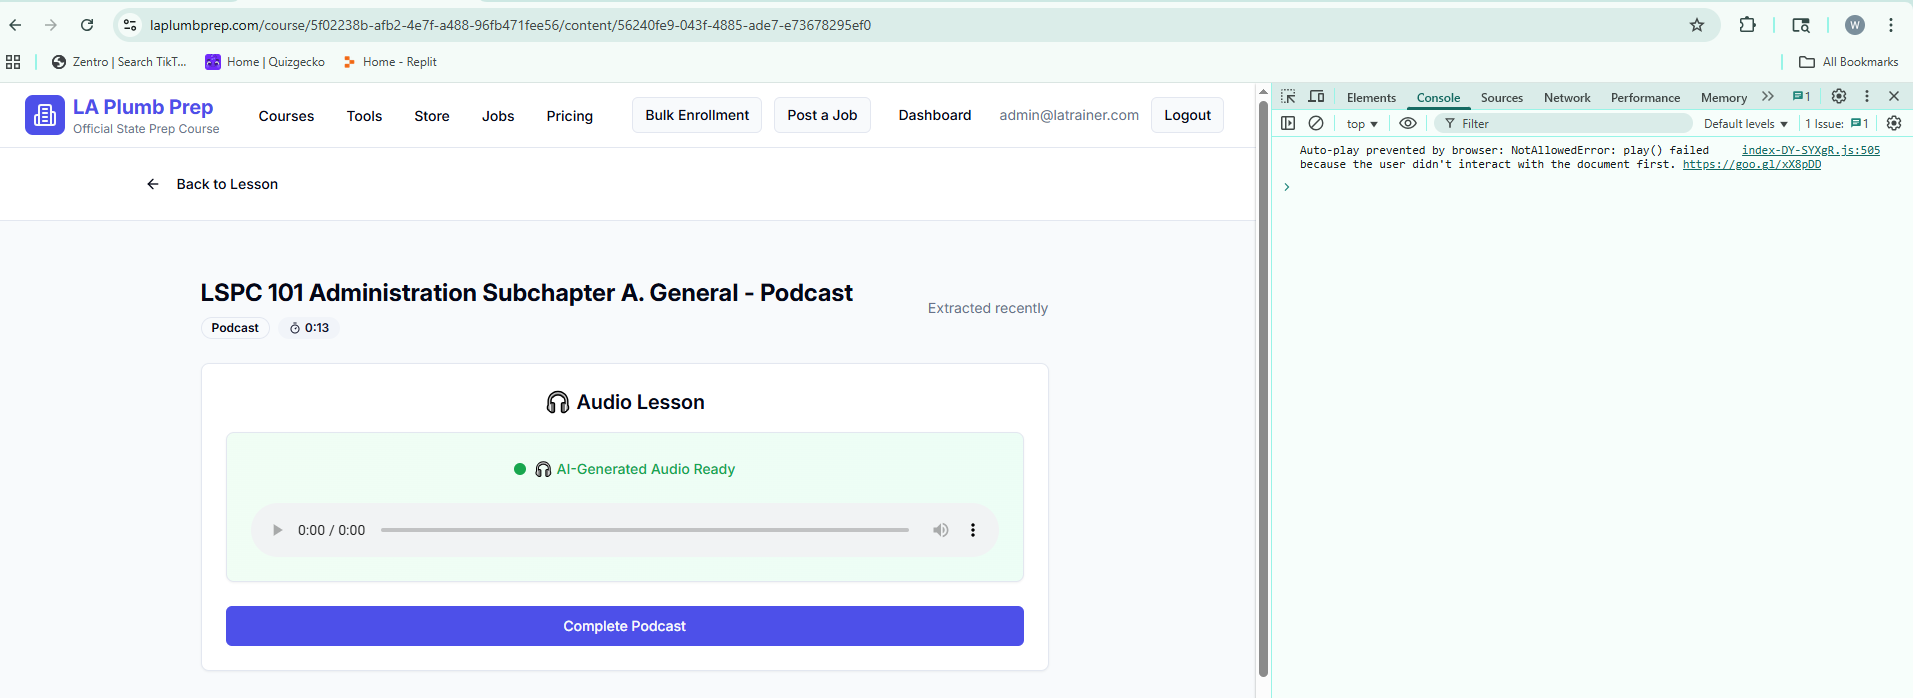 laplumbprep.com/course/5f02238b-afb2-4e7f-a488-96fb471fee56/content/56240fe9-043f-4885-ade7-e73678295ef0
W
Zentro | Search TikT...
Home | Quizgecko
Home - Replit
All Bookmarks
LA Plumb Prep
Official State Prep Course
Courses
Tools
Store
Jobs
Pricing
Bulk Enrollment
Post a Job
Dashboard
admin@latrainer.com
Logout
Back to Lesson
LSPC 101 Administration Subchapter A. General - Podcast
Extracted recently
Podcast
0:13
Audio Lesson
AI-Generated Audio Ready
0:00 / 0:00
Complete Podcast
Elements
Console
Sources
Network
Performance
Memory
1
top
Filter
Default levels
1 Issue: 1
Auto-play prevented by browser: NotAllowedError: play() failed index-DY-SYXgR.js:505
because the user didn't interact with the document first. https://goo.gl/xX8pDD